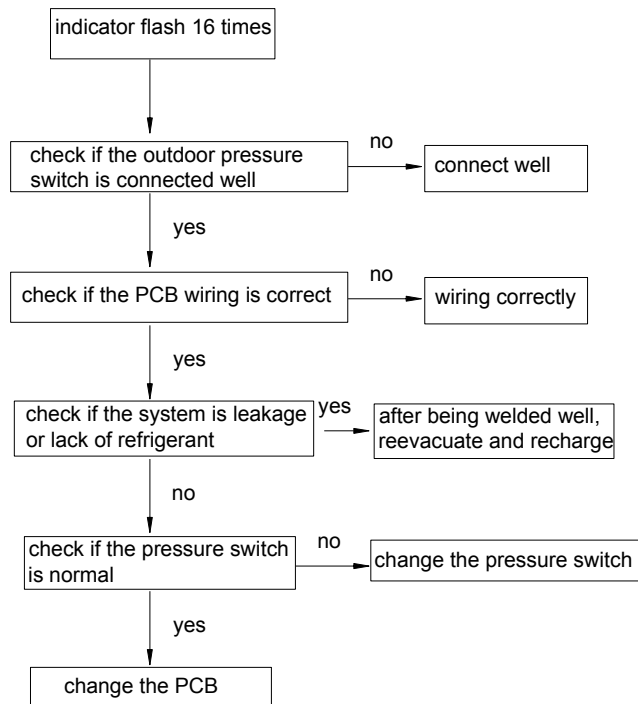 indicator flash 16 times
check if the outdoor pressure
switch is connected well
no
connect well
yes
check if the PCB wiring is correct
no
wiring correctly
yes
check if the system is leakage
or lack of refrigerant
yes
after being welded well,
reevacuate and recharge
no
check if the pressure switch
is normal
no
change the pressure switch
yes
change the PCB